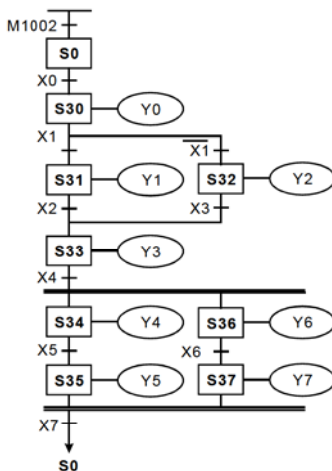 M1002
S0
X0
S30 Y0
X1 X̅1̅
S31 Y1 S32 Y2
X2 X3
S33 Y3
X4
S34 Y4 S36 Y6
X5 X6
S35 Y5 S37 Y7
X7
S0